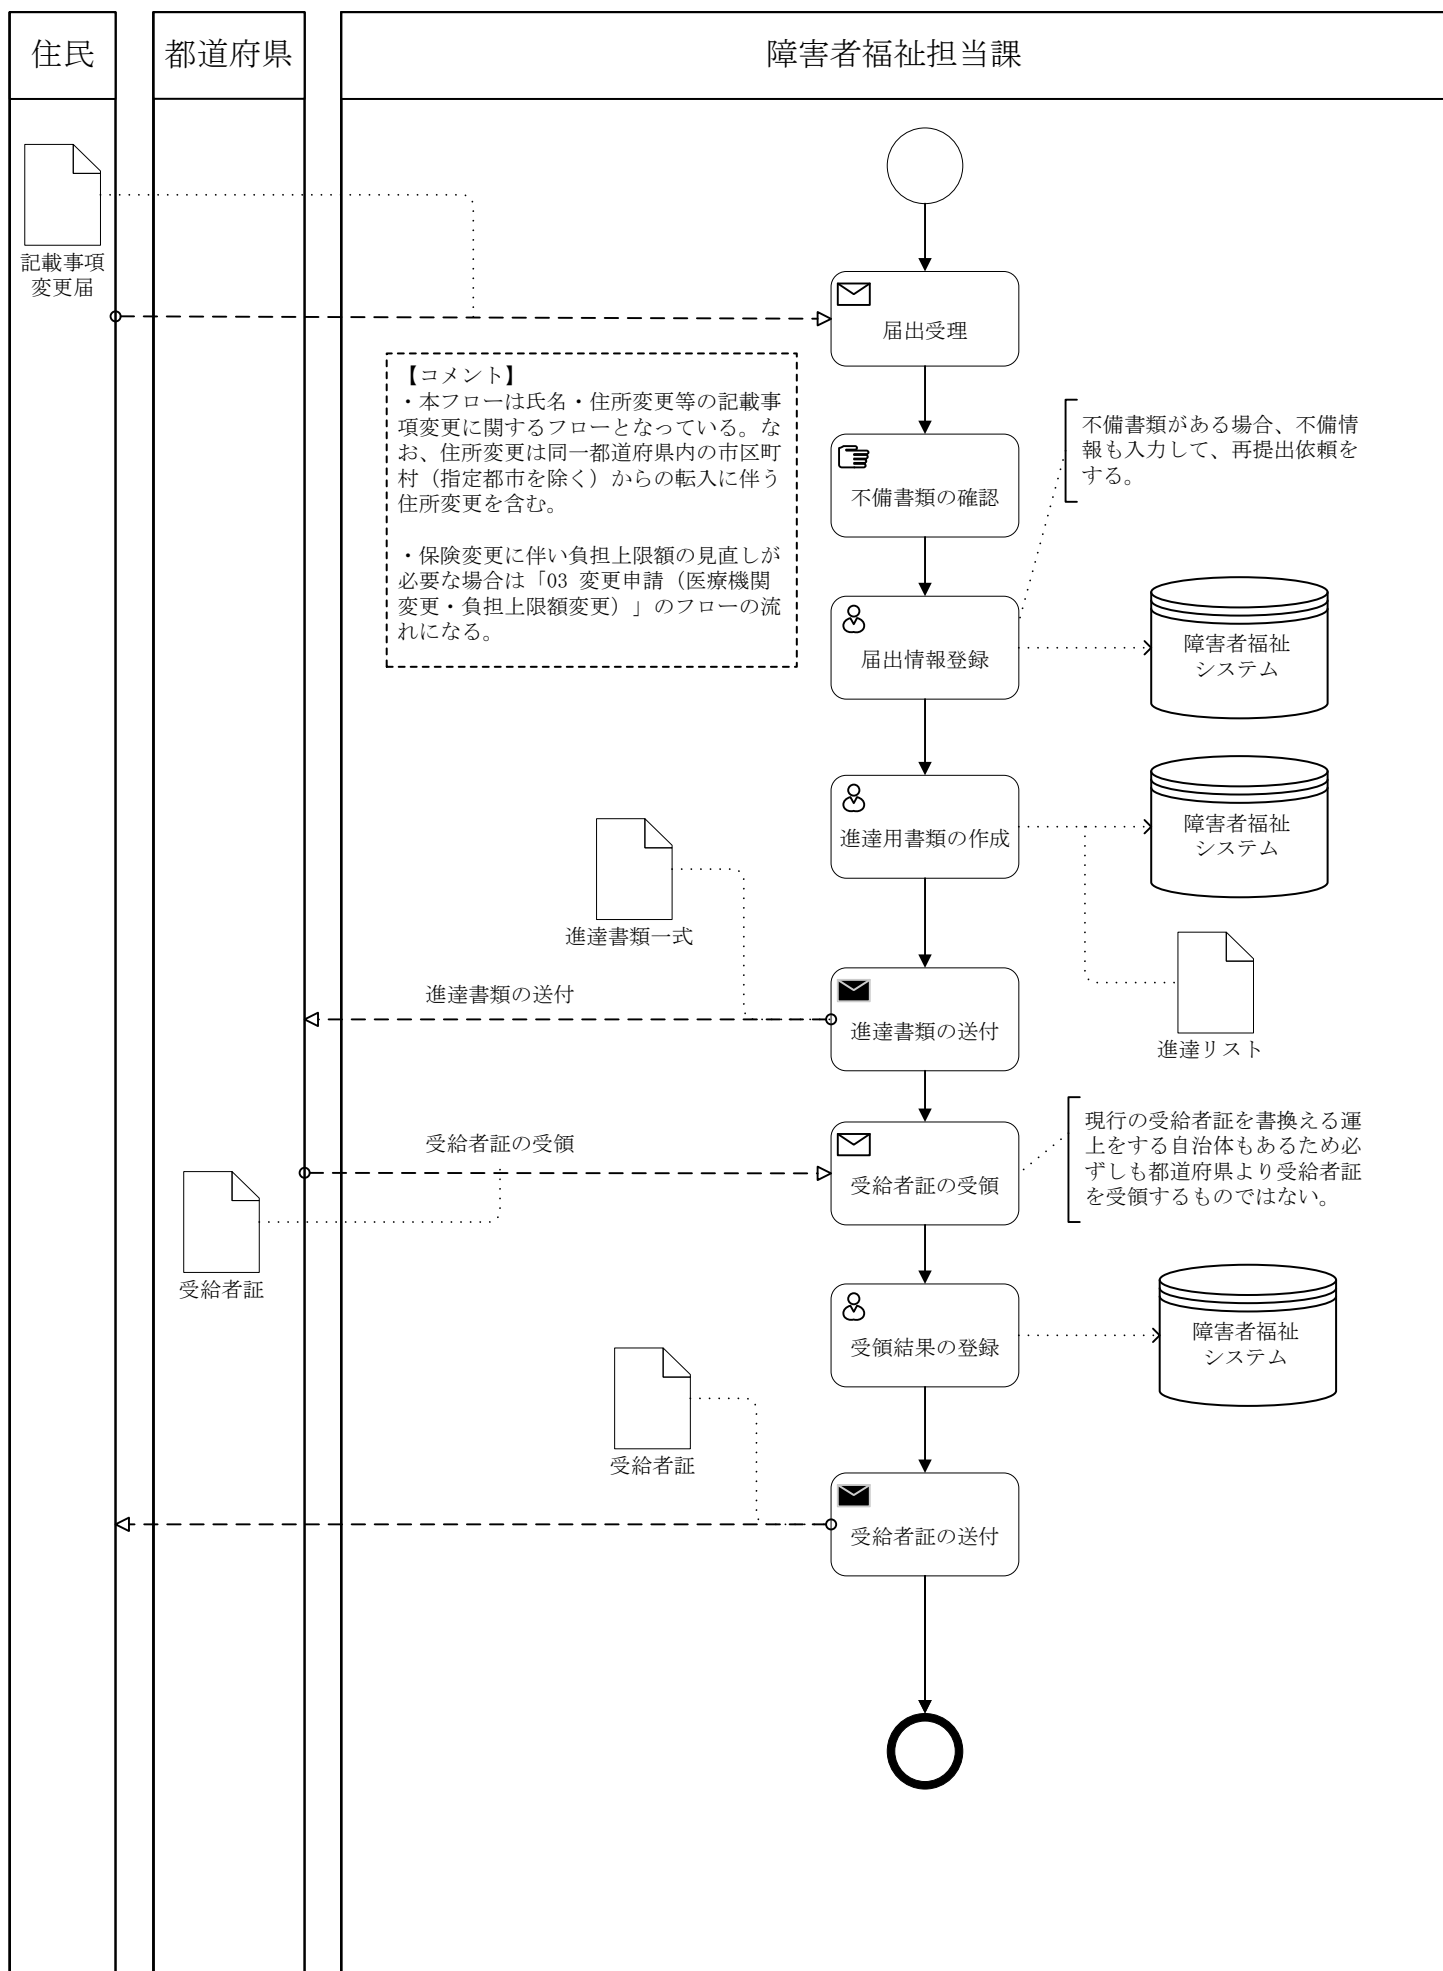 住民
都道府県
障害者福祉担当課
記載事項
変更届
届出受理
【コメント】
・本フローは氏名・住所変更等の記載事
項変更に関するフローとなっている。な
お、住所変更は同一都道府県内の市区町
村（指定都市を除く）からの転入に伴う
住所変更を含む。
・保険変更に伴い負担上限額の見直しが
必要な場合は「03 変更申請（医療機関
変更・負担上限額変更）」のフローの流
れになる。
不備書類がある場合、不備情
報も入力して、再提出依頼を
する。
不備書類の確認
届出情報登録
障害者福祉
システム
進達用書類の作成
障害者福祉
システム
進達書類一式
進達書類の送付
進達書類の送付
進達リスト
現行の受給者証を書換える運
上をする自治体もあるため必
ずしも都道府県より受給者証
を受領するものではない。
受給者証の受領
受給者証の受領
受給者証
受領結果の登録
障害者福祉
システム
受給者証
受給者証の送付